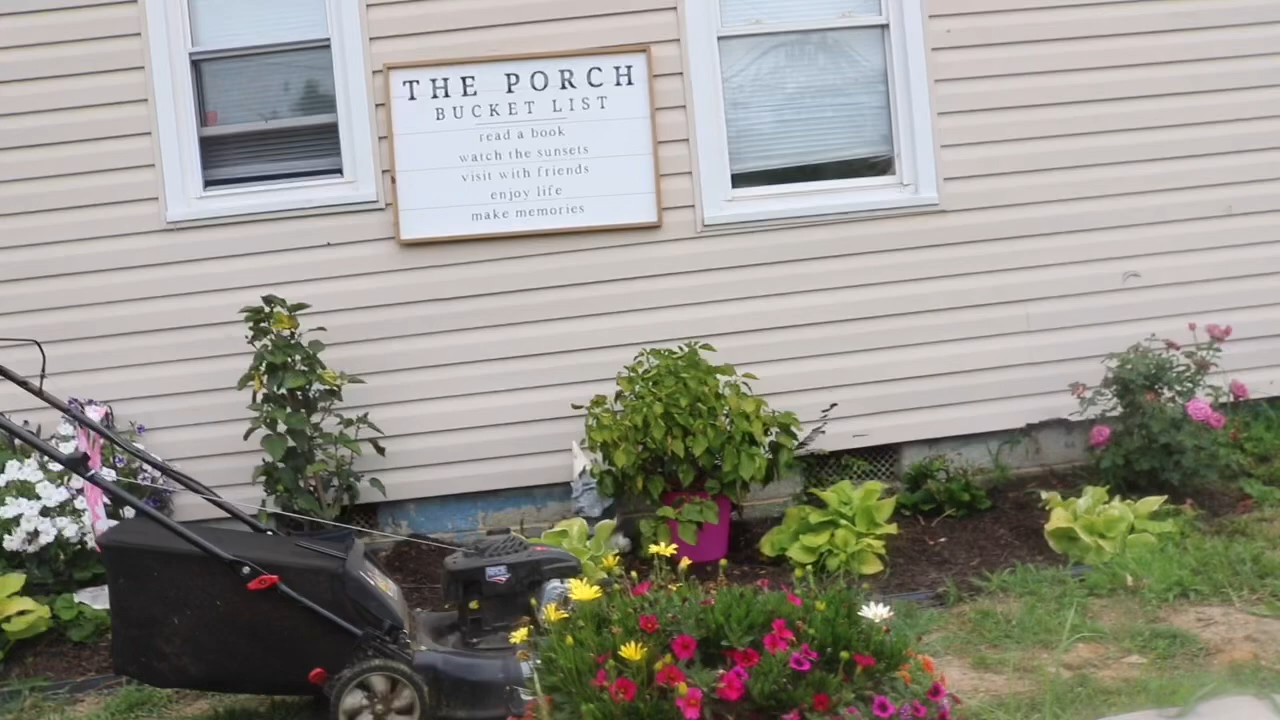 THE PORCH
BUCKET LIST
read a book
watch the sunsets
visit with friends
enjoy life
make memories